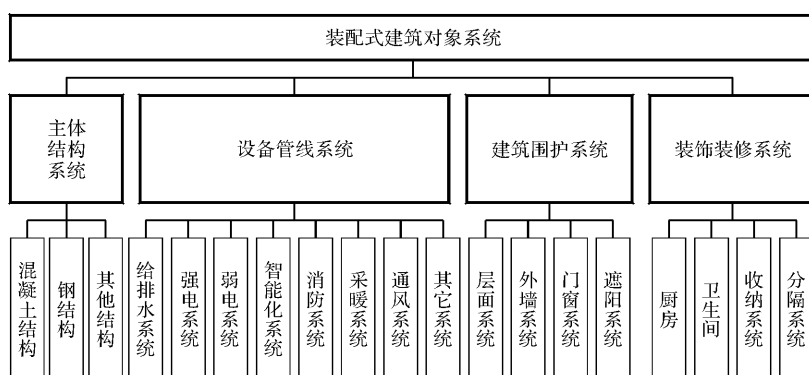 装配式建筑对象系统
主体
结构
系统
设备管线系统
建筑围护系统
装饰装修系统
混凝土结构
钢结构
其他结构
给排水系统
强电系统
弱电系统
智能化系统
消防系统
采暖系统
通风系统
其它系统
层面系统
外墙系统
门窗系统
遮阳系统
厨房
卫生间
收纳系统
分隔系统